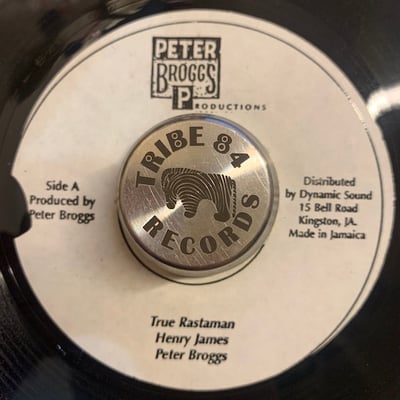 PETER
BROGGS
PRODUCTIONS
TRIBE 84
RECORDS
Side A
Produced by
Peter Broggs
Distributed
by Dynamic Sound
15 Bell Road
Kingston, JA.
Made in Jamaica
True Rastaman
Henry James
Peter Broggs